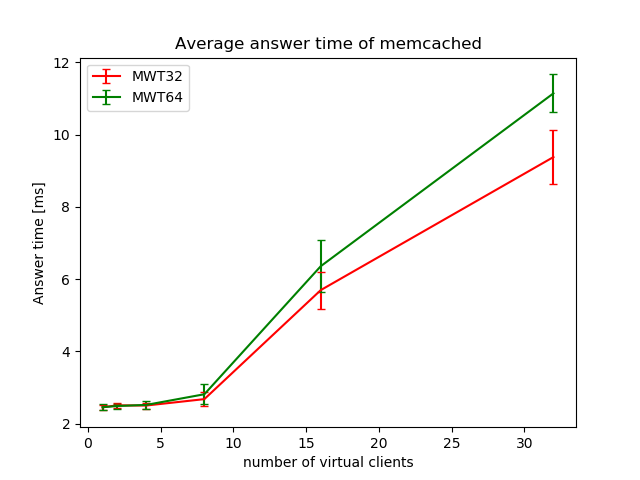 Average answer time of memcached
MWT32
MWT64
Answer time [ms]
12
10
8
6
4
2
0
5
10
15
20
25
30
number of virtual clients